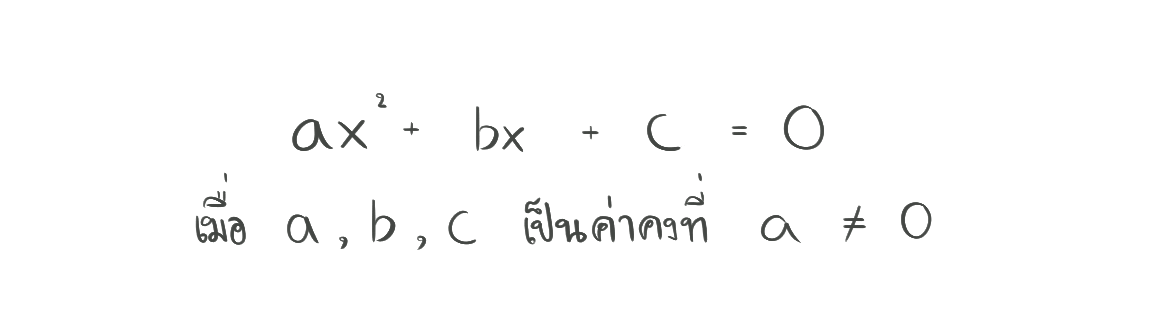 ax² + bx + c = 0
เมื่อ a , b , c เป็นค่าคงที่ a ≠ 0